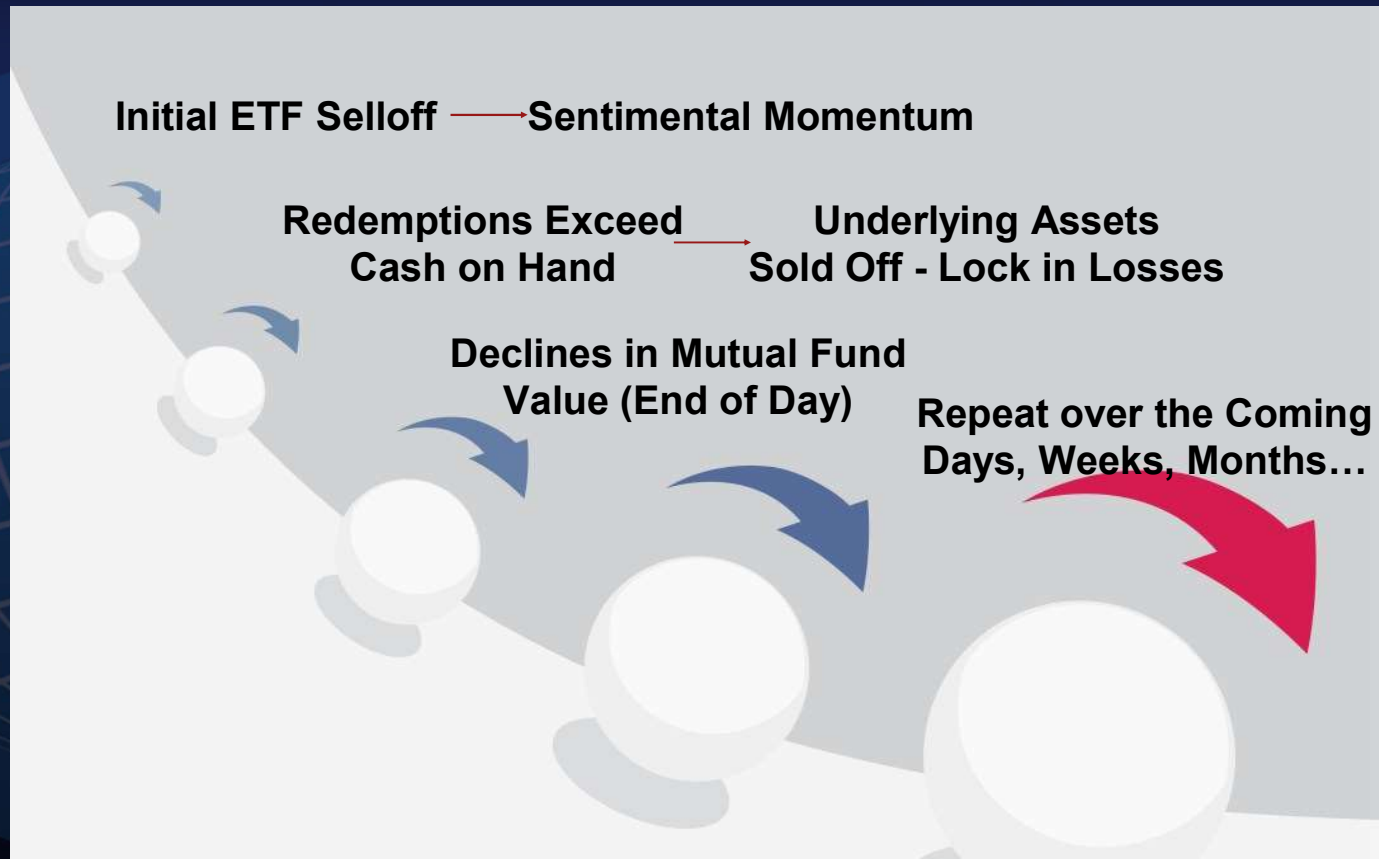 Initial ETF Selloff Sentimental Momentum
Redemptions Exceed
Cash on Hand
Underlying Assets
Sold Off - Lock in Losses
Declines in Mutual Fund
Value (End of Day)
Repeat over the Coming
Days, Weeks, Months…